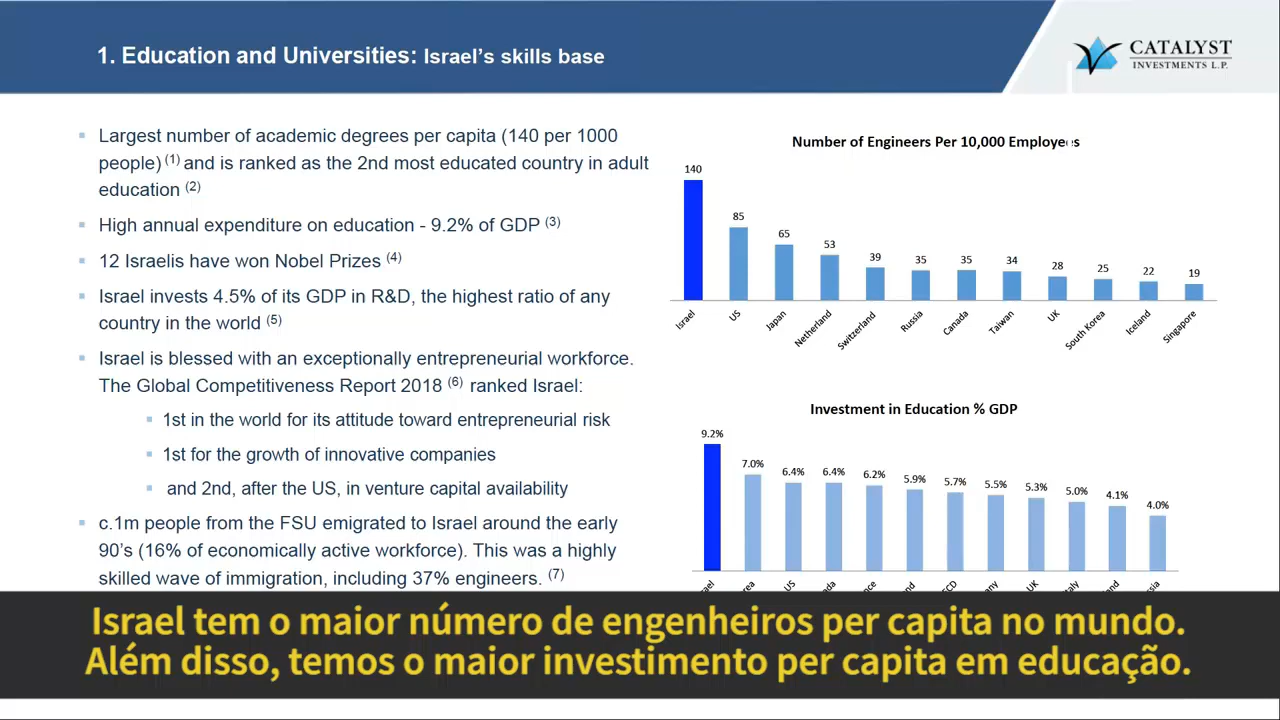 1. Education and Universities: Israel's skills base
CATALYST
INVESTMENTS L.P.
Largest number of academic degrees per capita (140 per 1000
people) (1) and is ranked as the 2nd most educated country in adult
education (2)
High annual expenditure on education - 9.2% of GDP (3)
12 Israelis have won Nobel Prizes (4)
Israel invests 4.5% of its GDP in R&D, the highest ratio of any
country in the world (5)
Israel is blessed with an exceptionally entrepreneurial workforce.
The Global Competitiveness Report 2018 (6) ranked Israel:
1st in the world for its attitude toward entrepreneurial risk
1st for the growth of innovative companies
and 2nd, after the US, in venture capital availability
c.1m people from the FSU emigrated to Israel around the early
90's (16% of economically active workforce). This was a highly
skilled wave of immigration, including 37% engineers. (7)
Number of Engineers Per 10,000 Employees
140
85
65
53
39
35
35
34
28
25
22
19
Israel
US
Japan
Netherland
Switzerland
Russia
Canada
Taiwan
UK
South Korea
Iceland
Singapore
Investment in Education % GDP
9.2%
7.0%
6.4%
6.4%
6.2%
5.9%
5.7%
5.5%
5.3%
5.0%
4.1%
4.0%
US
UK
Israel tem o maior número de engenheiros per capita no mundo.
Além disso, temos o maior investimento per capita em educação.